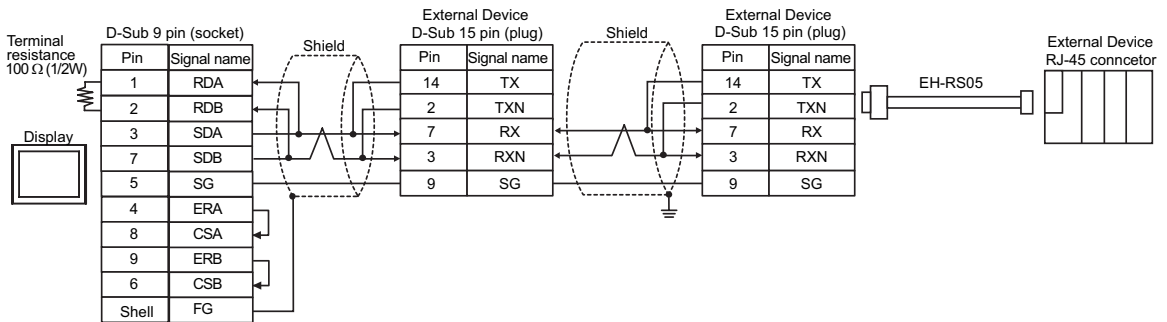 Terminal
resistance
100 Ω (1/2W)
Display
D-Sub 9 pin (socket)
Pin Signal name
1 RDA
2 RDB
3 SDA
7 SDB
5 SG
4 ERA
8 CSA
9 ERB
6 CSB
Shell FG
Shield
External Device
D-Sub 15 pin (plug)
Pin Signal name
14 TX
2 TXN
7 RX
3 RXN
9 SG
Shield
External Device
D-Sub 15 pin (plug)
Pin Signal name
14 TX
2 TXN
7 RX
3 RXN
9 SG
EH-RS05
External Device
RJ-45 conncetor